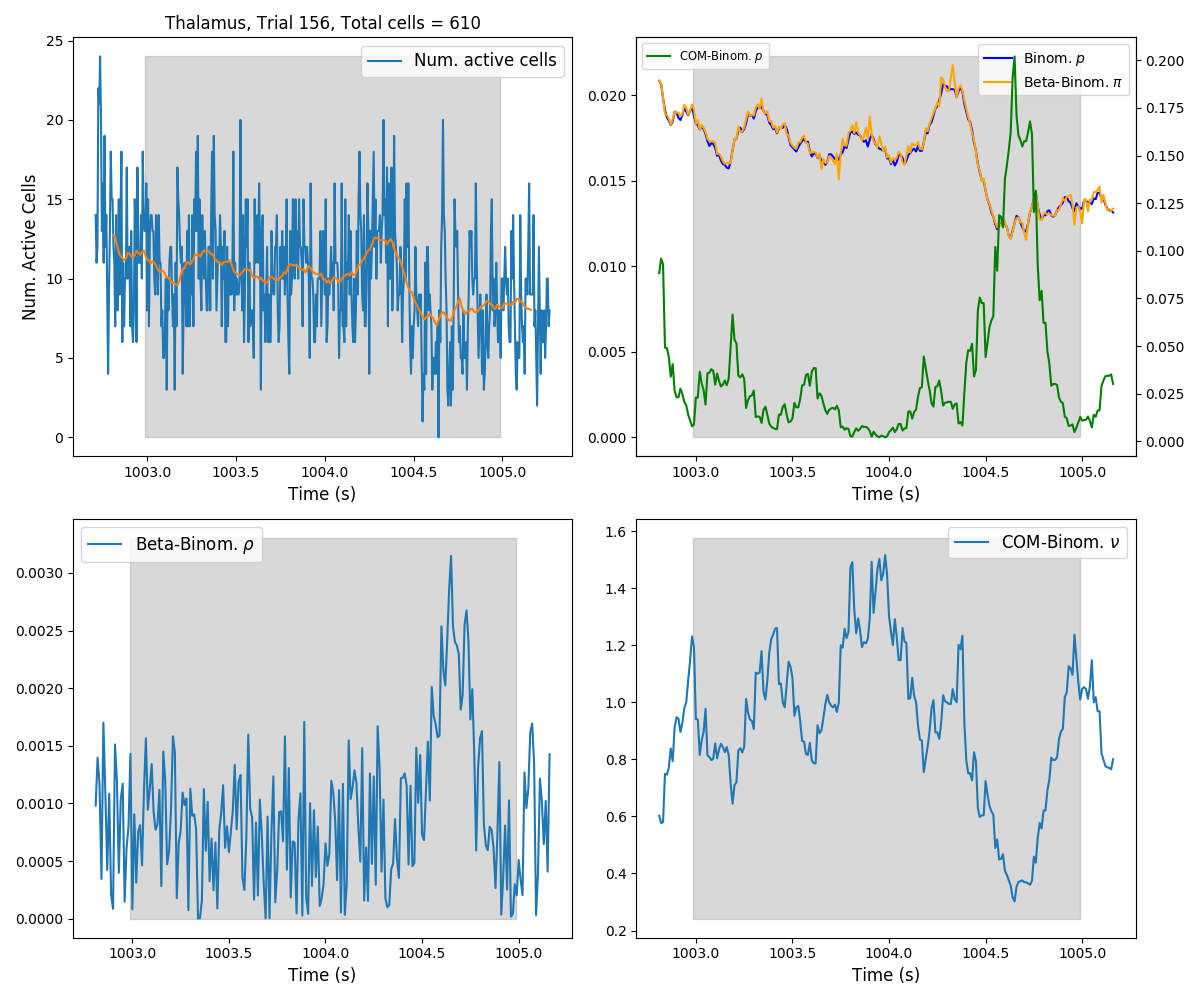 Thalamus, Trial 156, Total cells = 610
Num. active cells
Num. Active Cells
25
20
15
10
5
0
1003.0 1003.5 1004.0 1004.5 1005.0
Time (s)
COM-Binom. p
Binom. p
Beta-Binom. π
0.020
0.015
0.010
0.005
0.000
0.200
0.175
0.150
0.125
0.100
0.075
0.050
0.025
0.000
1003.0 1003.5 1004.0 1004.5 1005.0
Time (s)
Beta-Binom. ρ
0.0030
0.0025
0.0020
0.0015
0.0010
0.0005
0.0000
1003.0 1003.5 1004.0 1004.5 1005.0
Time (s)
COM-Binom. ν
1.6
1.4
1.2
1.0
0.8
0.6
0.4
0.2
1003.0 1003.5 1004.0 1004.5 1005.0
Time (s)